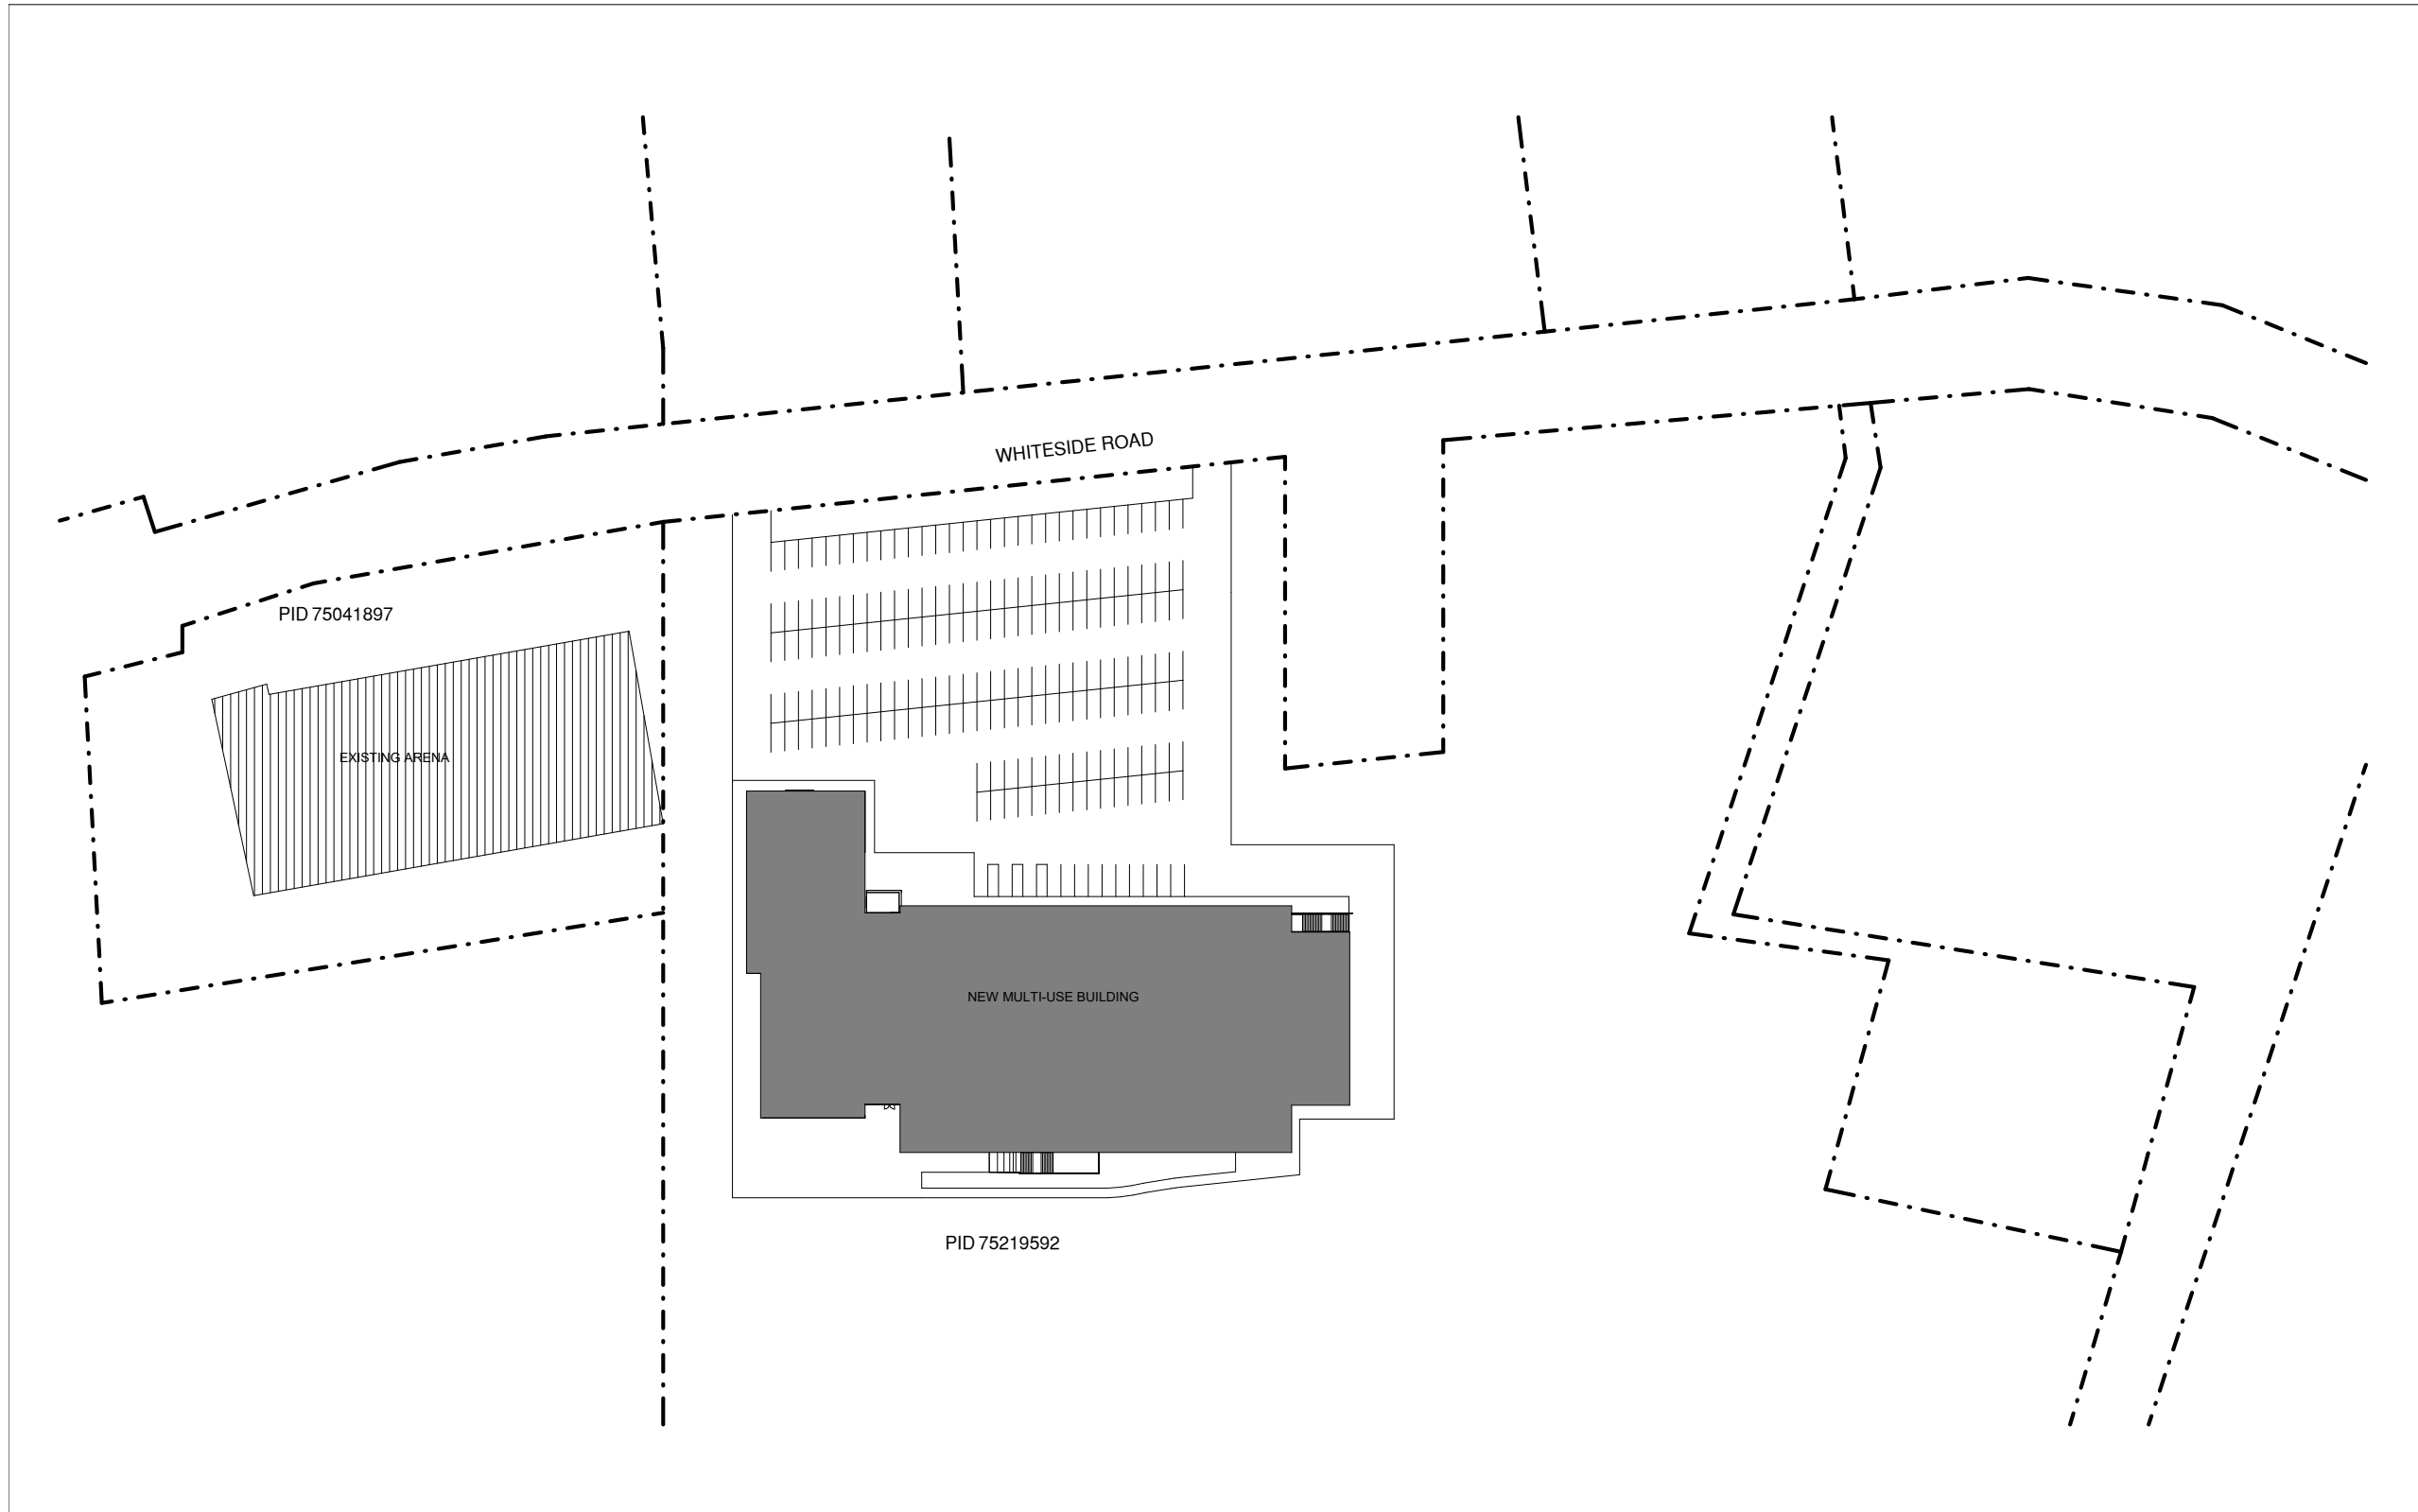 WHITESIDE ROAD
PID 75041897
EXISTING ARENA
NEW MULTI-USE BUILDING
PID 75219592